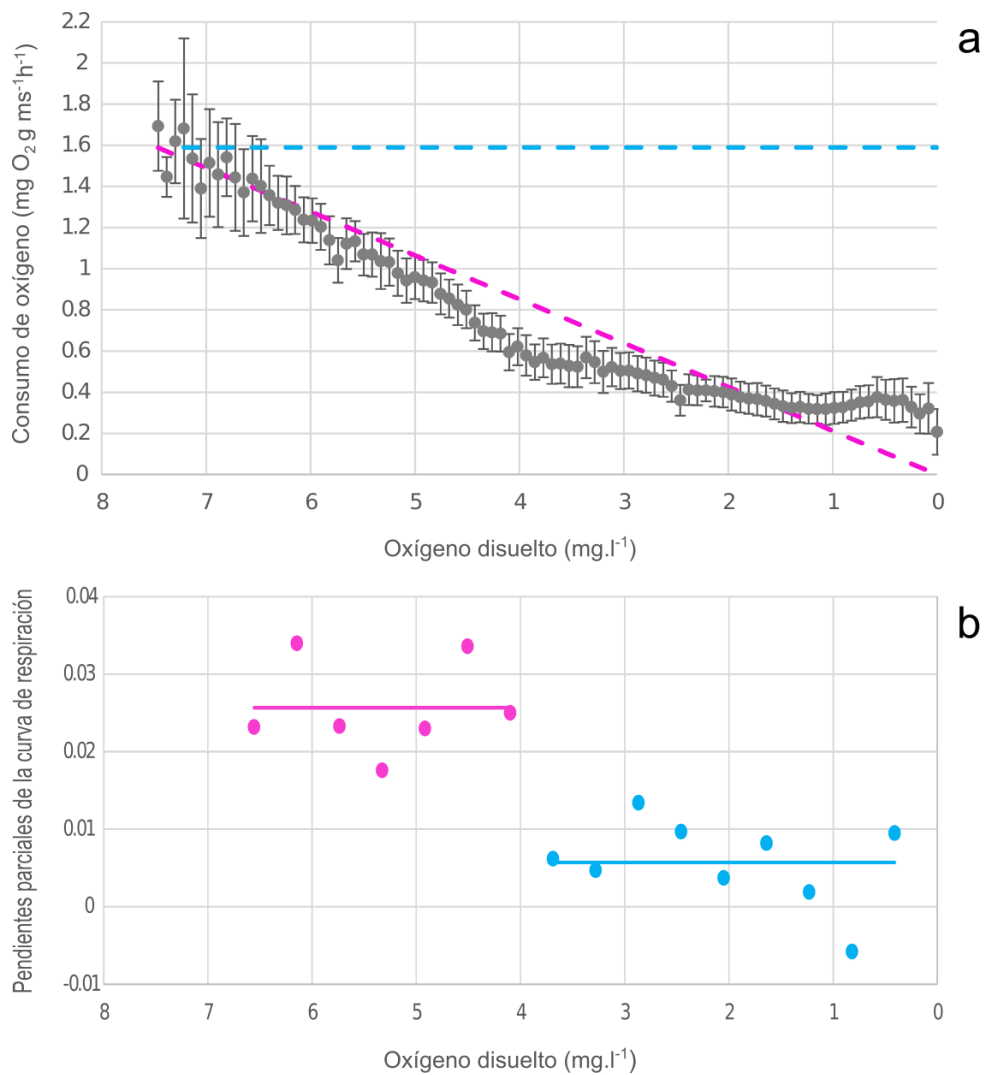 a
Consumo de oxígeno (mg O₂ g ms⁻¹h⁻¹)
2.2
2
1.8
1.6
1.4
1.2
1
0.8
0.6
0.4
0.2
0
8 7 6 5 4 3 2 1 0
Oxígeno disuelto (mg.l⁻¹)
b
Pendientes parciales de la curva de respiración
0.04
0.03
0.02
0.01
0
-0.01
8 7 6 5 4 3 2 1 0
Oxígeno disuelto (mg.l⁻¹)